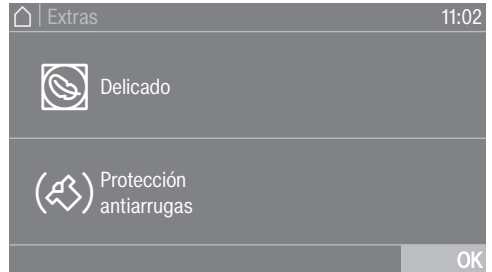 Extras 11:02
Delicado
Protección
antiarrugas
OK